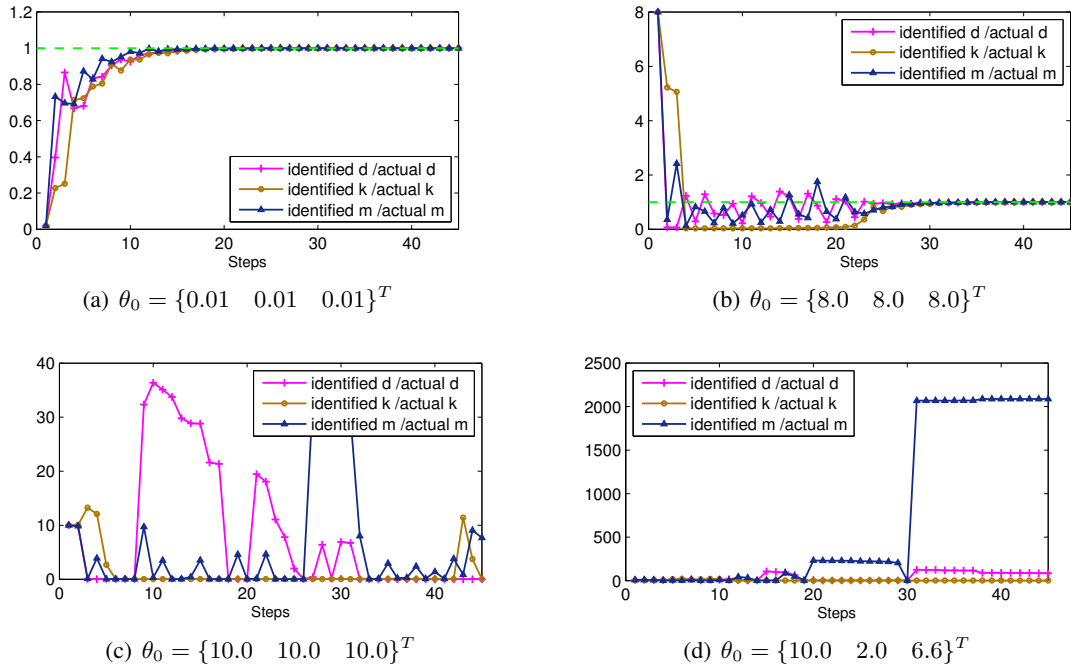 1.2
1
0.8
0.6
0.4
0.2
0
0 10 20 30 40
Steps
identified d /actual d
identified k /actual k
identified m /actual m
(a) θ₀ = {0.01 0.01 0.01}ᵀ
8
6
4
2
0
0 10 20 30 40
Steps
identified d /actual d
identified k /actual k
identified m /actual m
(b) θ₀ = {8.0 8.0 8.0}ᵀ
40
30
20
10
0
0 10 20 30 40
Steps
identified d /actual d
identified k /actual k
identified m /actual m
(c) θ₀ = {10.0 10.0 10.0}ᵀ
2500
2000
1500
1000
500
0
0 10 20 30 40
Steps
identified d /actual d
identified k /actual k
identified m /actual m
(d) θ₀ = {10.0 2.0 6.6}ᵀ